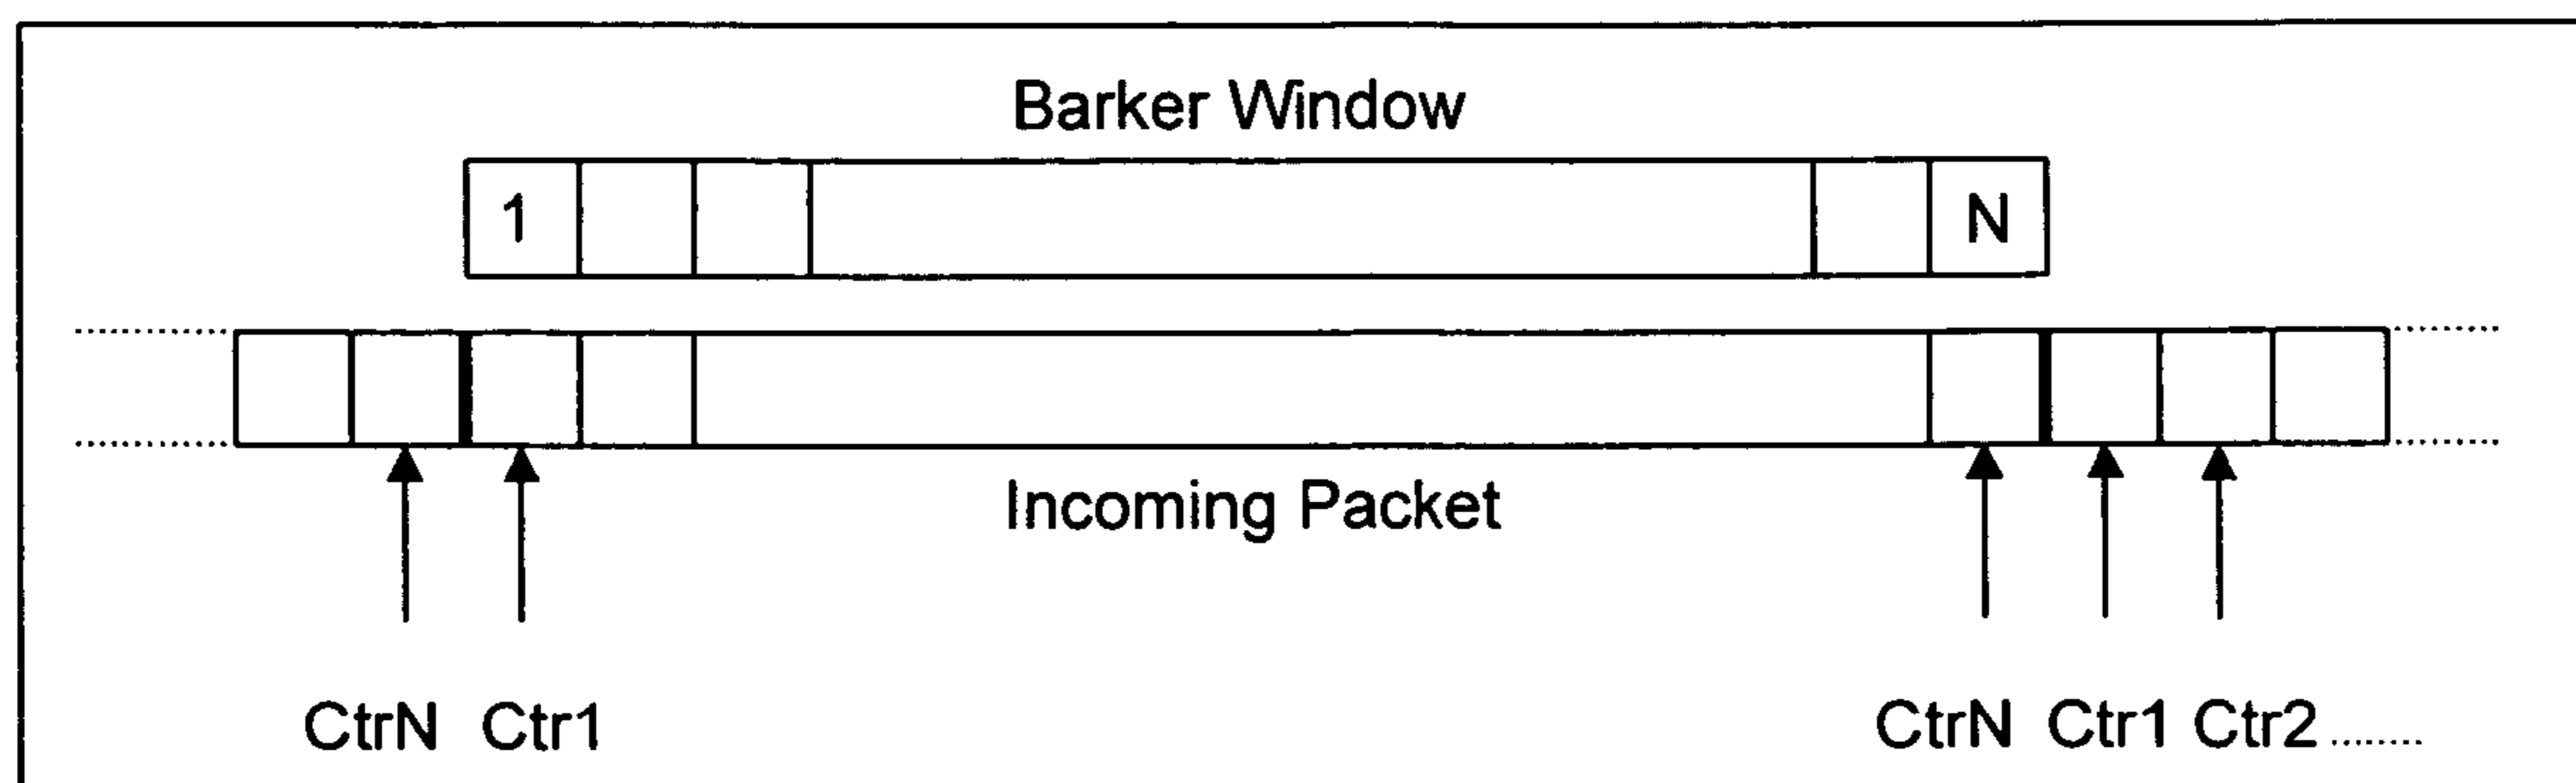 Barker Window
1 N
Incoming Packet
CtrN Ctr1 CtrN Ctr1 Ctr2 ........